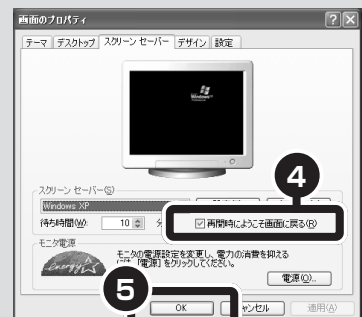 画面のプロパティ
テーマ デスクトップ スクリーン セーバー デザイン 設定
Windows
スクリーン セーバー(S)
Windows XP
待ち時間(W): 10
4
再開時にようこそ画面に戻る(R)
モニタ電源
モニタの電源設定を変更し、電力の消費を抑える
には、[電源] をクリックしてください。
energy
電源(O)...
5
OK
キャンセル
適用(A)